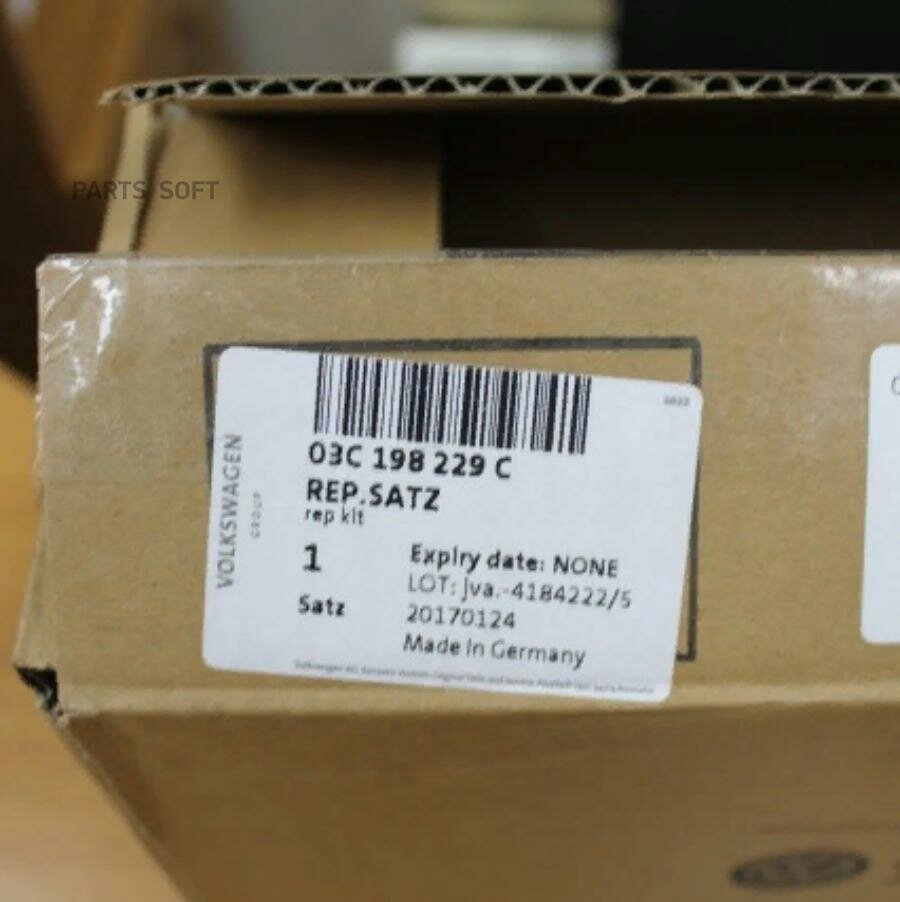 PARTS SOFT
03C 198 229 C
REP.SATZ
rep kit
1
Satz
Expiry date: NONE
LOT: Jva.-4184222/5
20170124
Made in Germany
VOLKSWAGEN
GROUP